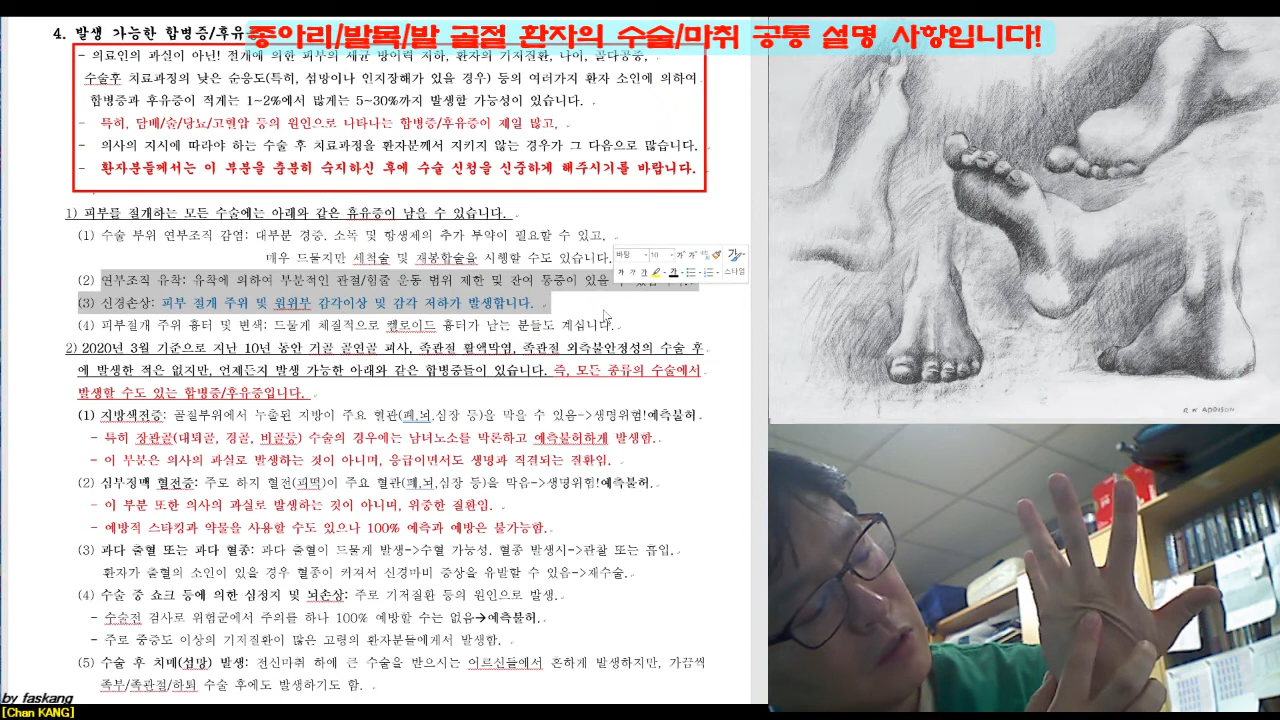 종아리/발목/발 골절 환자의 수술/마취 공통 설명 사항입니다!
4. 발생 가능한 합병증/후유
- 의료인의 과실이 아닌! 절개에 의한 피부의 세균 방어력 저하, 환자의 기저질환, 나이, 골다공증,
수술후 치료과정의 낮은 순응도(특히, 섬망이나 인지장해가 있을 경우) 등의 여러가지 환자 소인에 의하여
합병증과 후유증이 적게는 1~2%에서 많게는 5~30%까지 발생할 가능성이 있습니다.
- 특히, 담배/술/당뇨/고혈압 등의 원인으로 나타나는 합병증/후유증이 제일 많고,
- 의사의 지시에 따라야 하는 수술 후 치료과정을 환자분께서 지키지 않는 경우가 그 다음으로 많습니다.
- 환자분들께서는 이 부분을 충분히 숙지하신 후에 수술 신청을 신중하게 해주시기를 바랍니다.
1) 피부를 절개하는 모든 수술에는 아래와 같은 휴유증이 남을 수 있습니다.
(1) 수술 부위 연부조직 감염: 대부분 경증, 소독 및 항생제의 추가 투약이 필요할 수 있고,
매우 드물지만 세척술 및 재봉합술을 시행할 수도 있습니다.
바탕 10 가 가 가
가 가 가 가 스타일
(2) 연부조직 유착: 유착에 의하여 부분적인 관절/힘줄 운동 범위 제한 및 잔이 통증이 있을
(3) 신경손상: 피부 절개 주위 및 원위부 감각이상 및 감각 저하가 발생합니다.
(4) 피부절개 주위 흉터 및 변색: 드물게 체질적으로 켈로이드 흉터가 남는 분들도 계십니다.
2) 2020년 3월 기준으로 지난 10년 동안 거골 골연골 괴사, 족관절 활액막염, 족관절 외측불안정성의 수술 후
에 발생한 적은 없지만, 언제든지 발생 가능한 아래와 같은 합병증들이 있습니다. 즉, 모든 종류의 수술에서
발생할 수도 있는 합병증/후유증입니다.
(1) 지방색전증: 골절부위에서 누출된 지방이 주요 혈관(폐,뇌,심장 등)을 막을 수 있음->생명위험!예측불허.
- 특히 장관골(대퇴골, 경골, 비골등) 수술의 경우에는 남녀노소를 막론하고 예측불허하게 발생함.
- 이 부분은 의사의 과실로 발생하는 것이 아니며, 응급이면서도 생명과 직결되는 질환임.
(2) 심부정맥 혈전증: 주로 하지 혈전(피떡)이 주요 혈관(폐,뇌,심장 등)을 막음->생명위험!예측불허.
- 이 부분 또한 의사의 과실로 발생하는 것이 아니며, 위중한 질환임.
- 예방적 스타킹과 약물을 사용할 수도 있으나 100% 예측과 예방은 불가능함.
(3) 과다 출혈 또는 과다 혈종: 과다 출혈이 드물게 발생->수혈 가능성, 혈종 발생시->관찰 또는 흡입,
환자가 출혈의 소인이 있을 경우 혈종이 커져서 신경마비 증상을 유발할 수 있음->재수술.
(4) 수술 중 쇼크 등에 의한 심정지 및 뇌손상: 주로 기저질환 등의 원인으로 발생.
- 수술전 검사로 위험군에서 주의를 하나 100% 예방할 수는 없음→예측불허.
- 주로 중증도 이상의 기저질환이 많은 고령의 환자분들에게서 발생함.
(5) 수술 후 치매(섬망) 발생: 전신마취 하에 큰 수술을 받으시는 어르신들에서 흔하게 발생하지만, 가끔씩
족부/족관절/하퇴 수술 후에도 발생하기도 함.
R W ADDISON
by faskang
[Chan KANG]